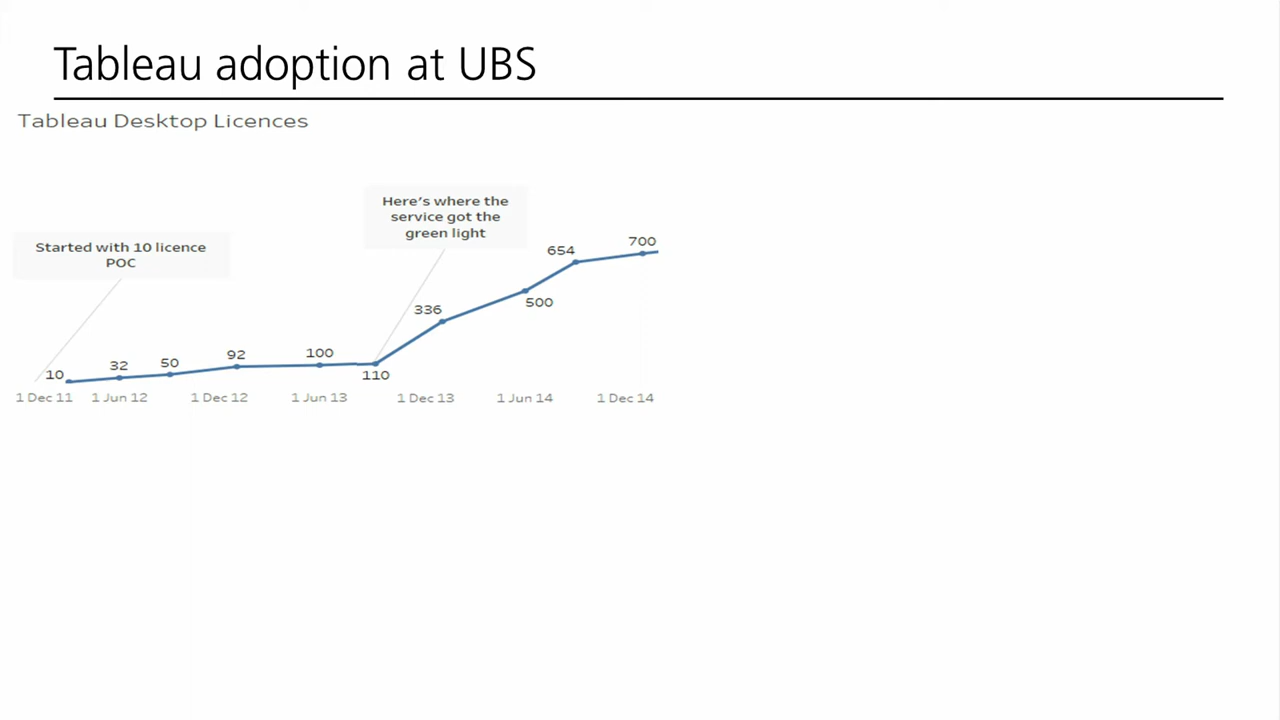 Tableau adoption at UBS
Tableau Desktop Licences
Here's where the
service got the
green light
Started with 10 licence
POC
10
32
50
92
100
110
336
500
654
700
1 Dec 11
1 Jun 12
1 Dec 12
1 Jun 13
1 Dec 13
1 Jun 14
1 Dec 14